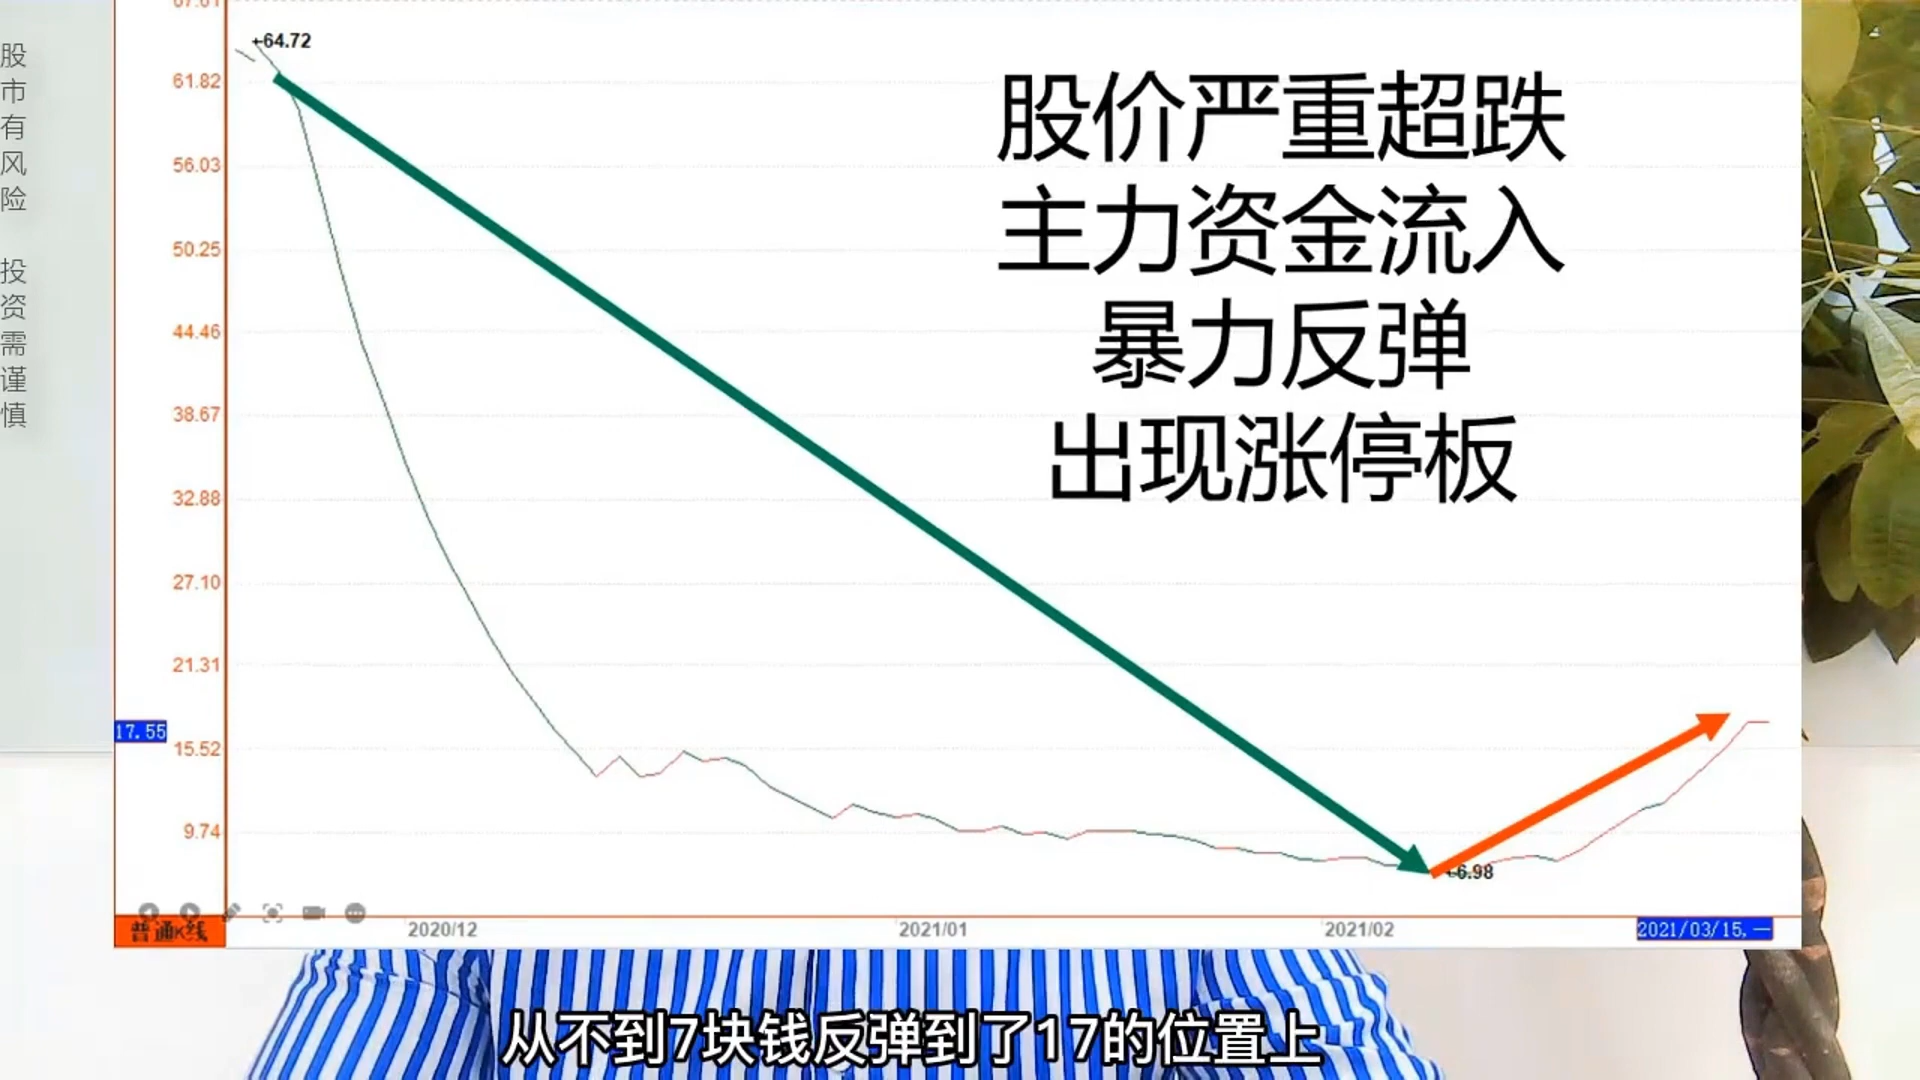 股市有风险 投资需谨慎
67.61
←64.72
61.82
56.03
50.25
44.46
38.67
32.88
27.10
21.31
17.55
15.52
9.74
股价严重超跌
主力资金流入
暴力反弹
出现涨停板
←6.98
普通K线
2020/12
2021/01
2021/02
2021/03/15,一
从不到7块钱反弹到了17的位置上